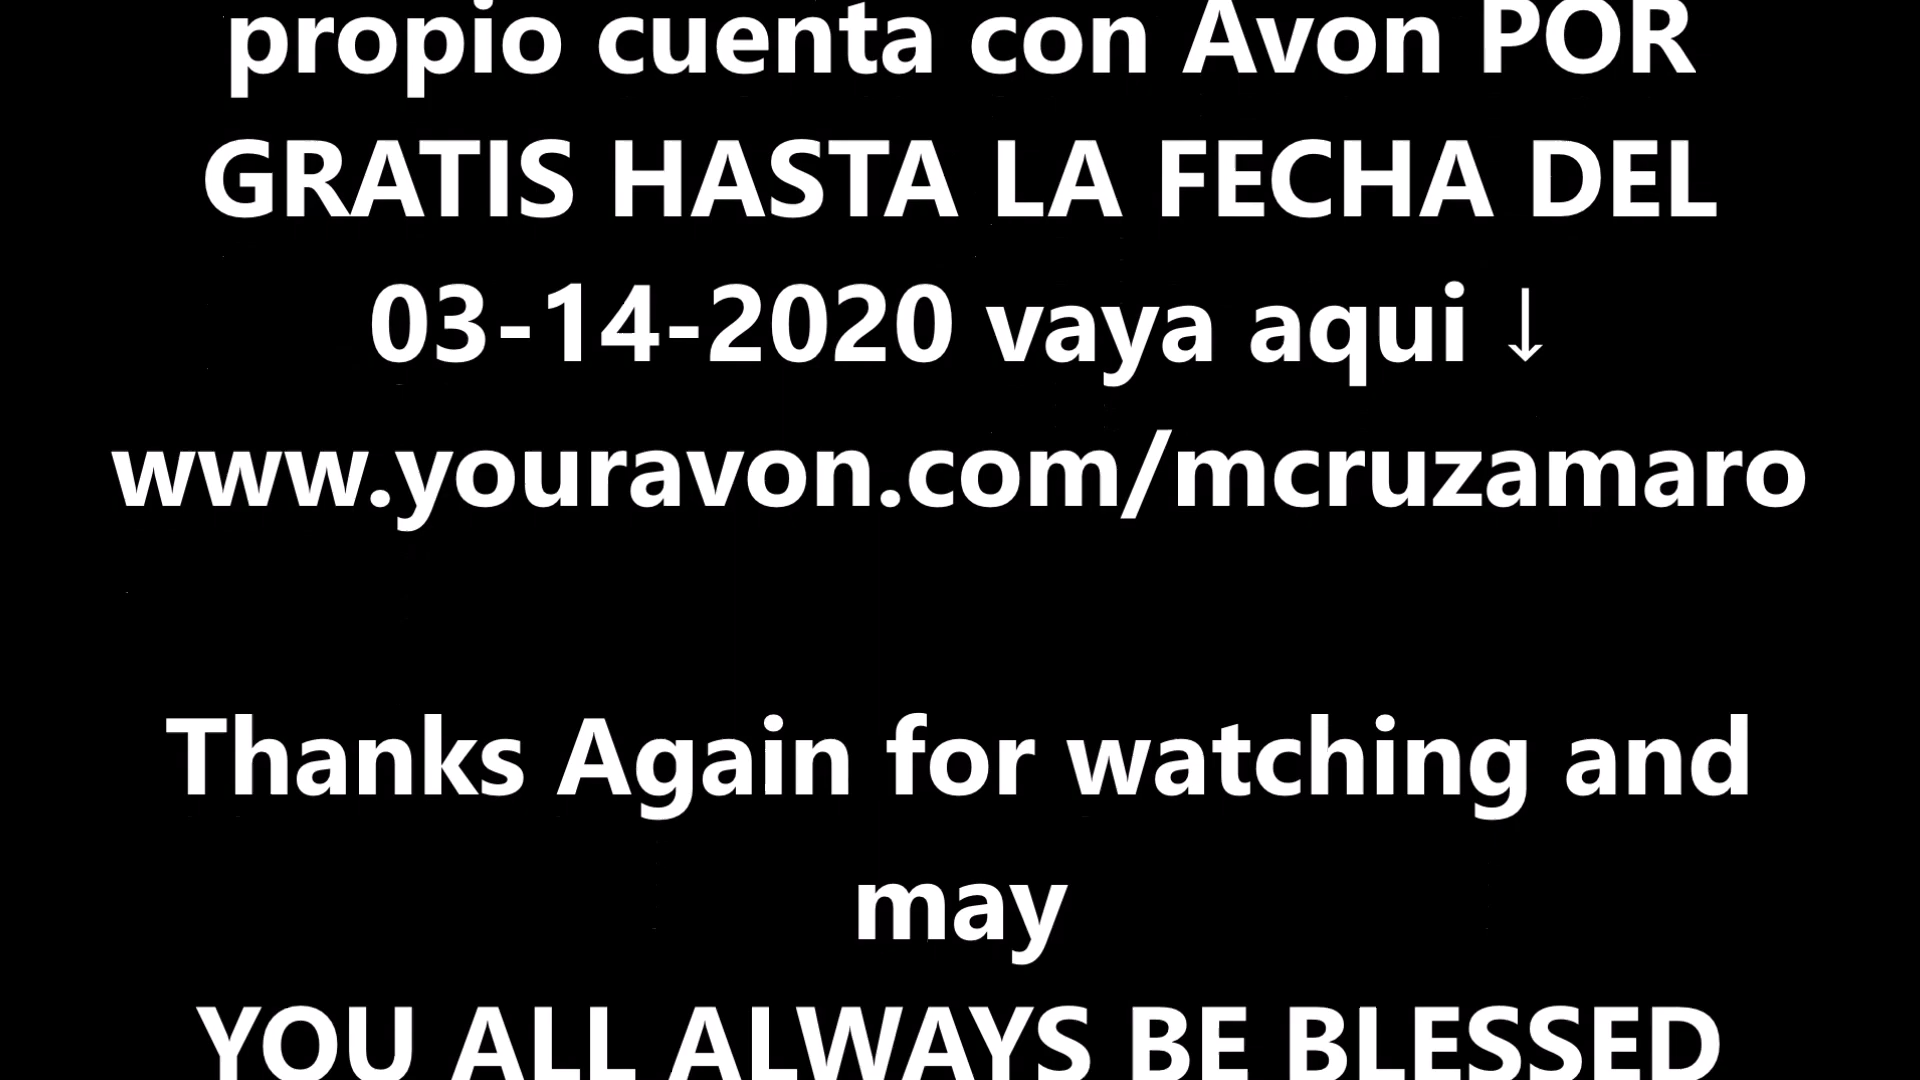 propio cuenta con Avon POR
GRATIS HASTA LA FECHA DEL
03-14-2020 vaya aqui ↓
www.youravon.com/mcruzamaro
Thanks Again for watching and
may
YOU ALL ALWAYS BE BLESSED